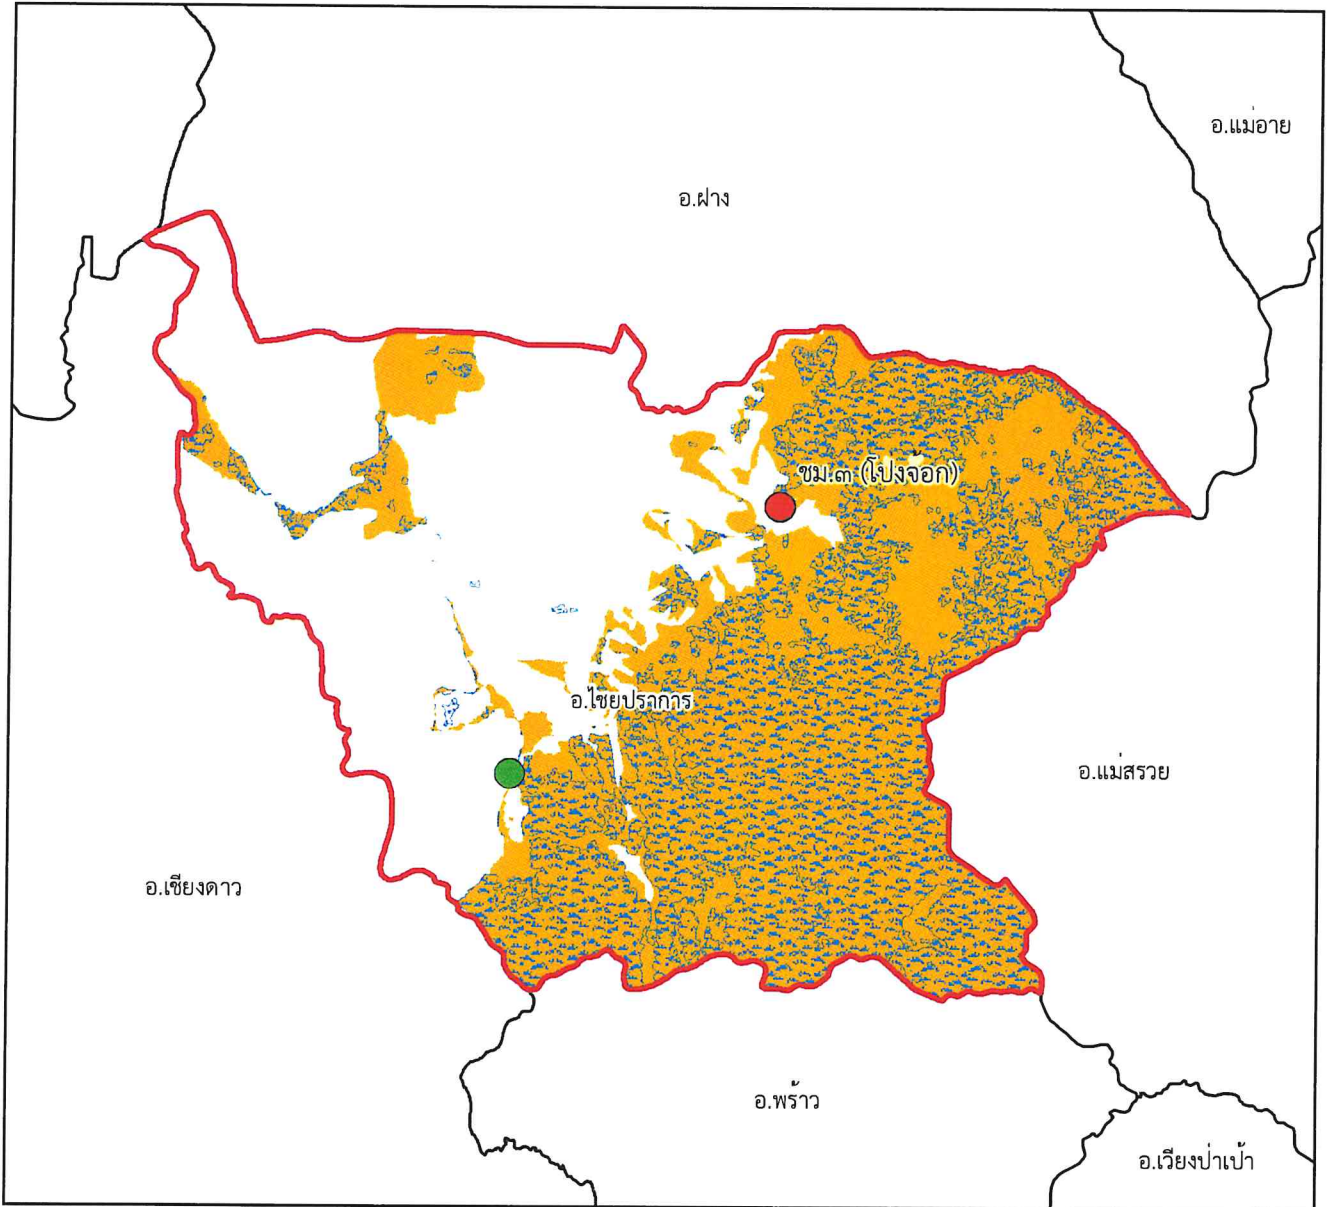 อ.แม่อาย
อ.ฝาง
ชม.๓ (โป่งจ้อก)
อ.ไชยปราการ
อ.แม่สรวย
อ.เชียงดาว
อ.พร้าว
อ.เวียงป่าเป้า